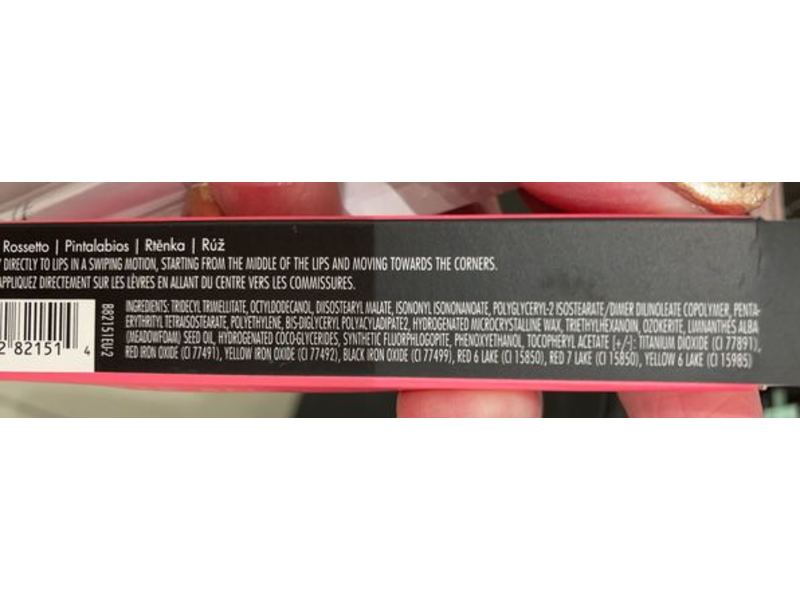 Rossetto | Pintalabios | Rtěnka | Rúž
DIRECTLY TO LIPS IN A SWIPING MOTION, STARTING FROM THE MIDDLE OF THE LIPS AND MOVING TOWARDS THE CORNERS.
APPLIQUEZ DIRECTEMENT SUR LES LÈVRES EN ALLANT DU CENTRE VERS LES COMMISSURES.
INGREDIENTS: TRIDECYL TRIMELLITATE, OCTYLDODECANOL, DIISOSTEARYL MALATE, ISONONYL ISONONANOATE, POLYGLYCERYL-2 ISOSTEARATE/DIMER DILINOLEATE COPOLYMER, PENTA-
ERYTHRITYL TETRAISOSTEARATE, POLYETHYLENE, BIS-DIGLYCERYL POLYACYLADIPATE-2, HYDROGENATED MICROCRYSTALLINE WAX, TRIETHYLHEXANOIN, OZOKERITE, LIMNANTHES ALBA
(MEADOWFOAM) SEED OIL, HYDROGENATED COCO-GLYCERIDES, SYNTHETIC FLUORPHLOGOPITE, PHENOXYETHANOL, TOCOPHERYL ACETATE [+/-]: TITANIUM DIOXIDE (CI 77891),
RED IRON OXIDE (CI 77491), YELLOW IRON OXIDE (CI 77492), BLACK IRON OXIDE (CI 77499), RED 6 LAKE (CI 15850), RED 7 LAKE (CI 15850), YELLOW 6 LAKE (CI 15985)
2 82151 4
882151EU2